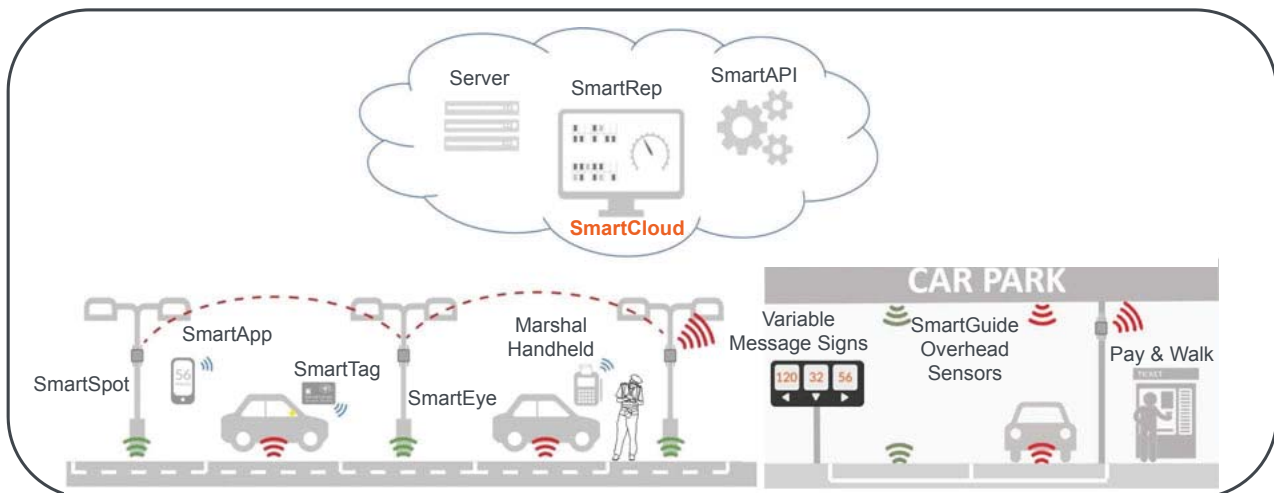 Server
SmartRep
SmartAPI
SmartCloud
SmartSpot
SmartApp
56
SmartTag
SmartEye
Marshal
Handheld
CAR PARK
Variable
Message Signs
120 32 56
SmartGuide
Overhead
Sensors
Pay & Walk
TICKET